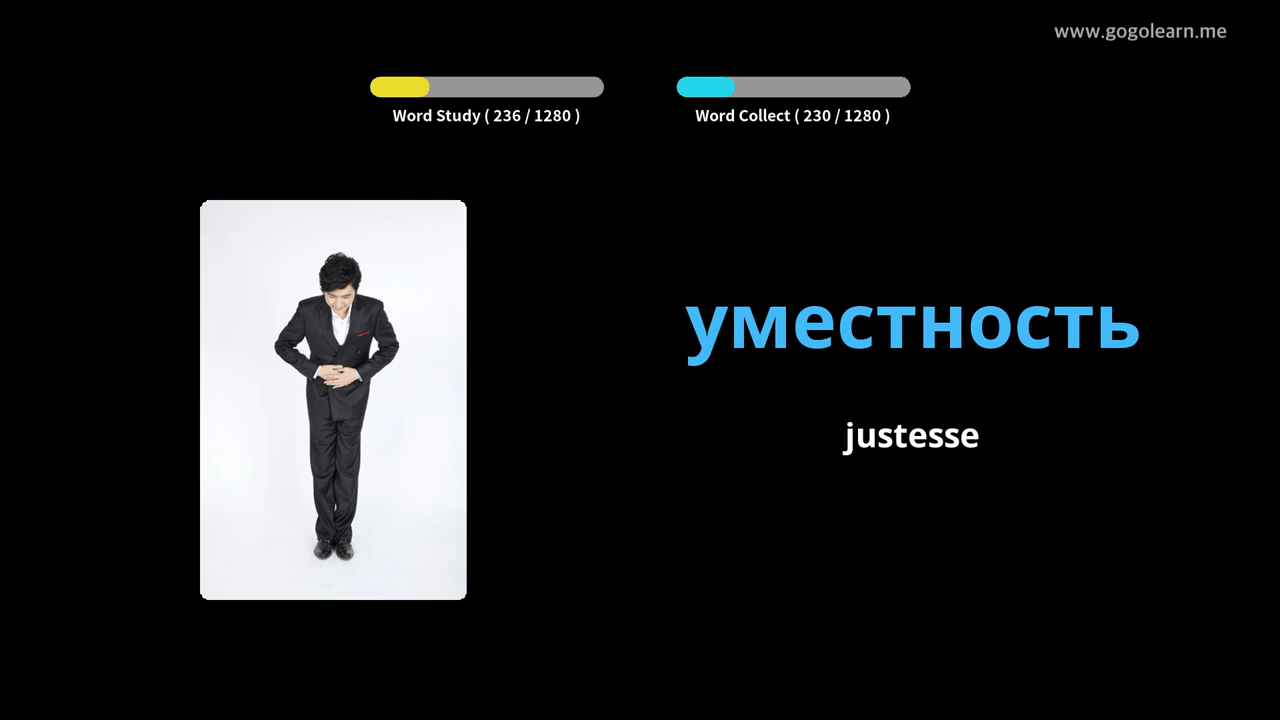 www.gogolearn.me
Word Study ( 236 / 1280 )
Word Collect ( 230 / 1280 )
уместность
justesse